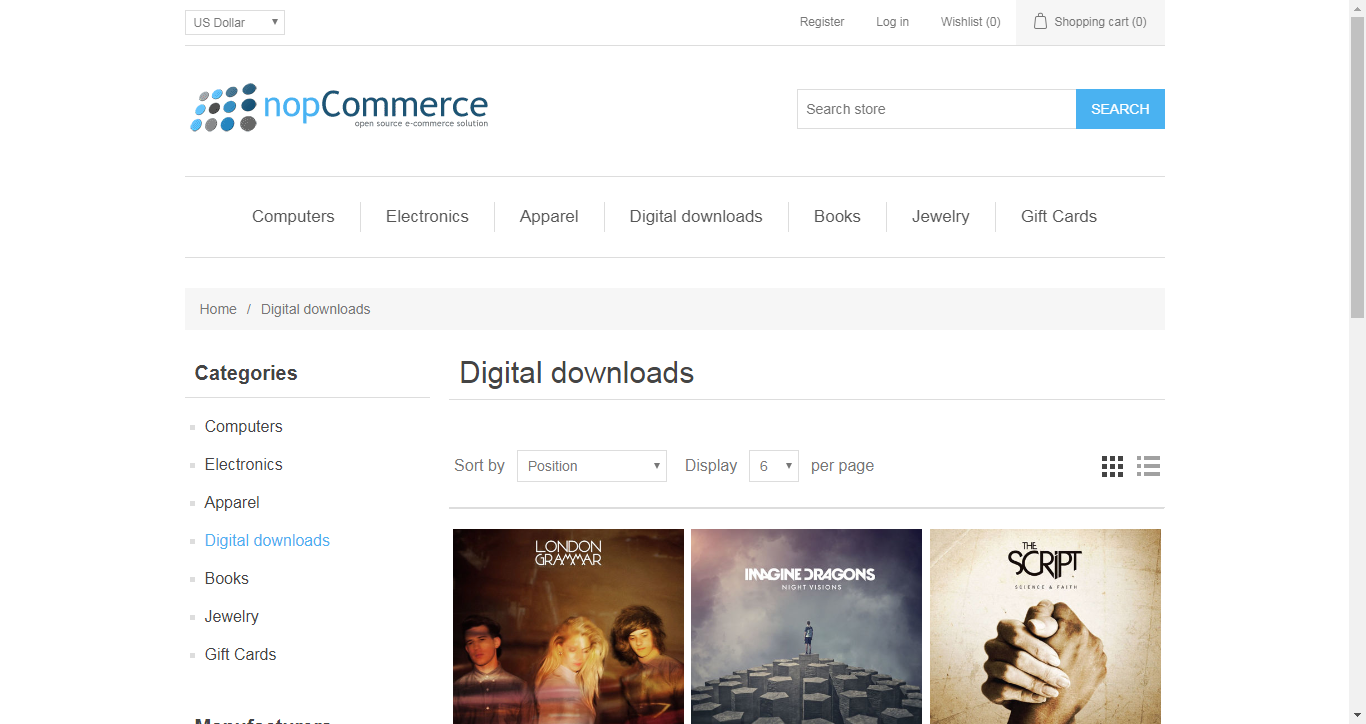 US Dollar
Register
Log in
Wishlist (0)
Shopping cart (0)
nopCommerce
open source e-commerce solution
Search store
SEARCH
Computers
Electronics
Apparel
Digital downloads
Books
Jewelry
Gift Cards
Home / Digital downloads
Categories
Computers
Electronics
Apparel
Digital downloads
Books
Jewelry
Gift Cards
Manufacturers
Digital downloads
Sort by Position Display 6 per page
LONDON
GRAMMAR
IMAGINE DRAGONS
NIGHT VISIONS
THE
SCRIPT
SCIENCE & FAITH